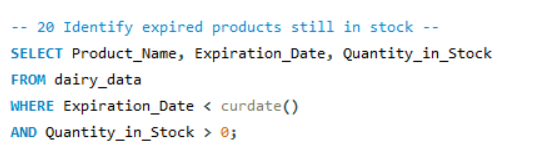 -- 20 Identify expired products still in stock --
SELECT Product_Name, Expiration_Date, Quantity_in_Stock
FROM dairy_data
WHERE Expiration_Date < curdate()
AND Quantity_in_Stock > 0;